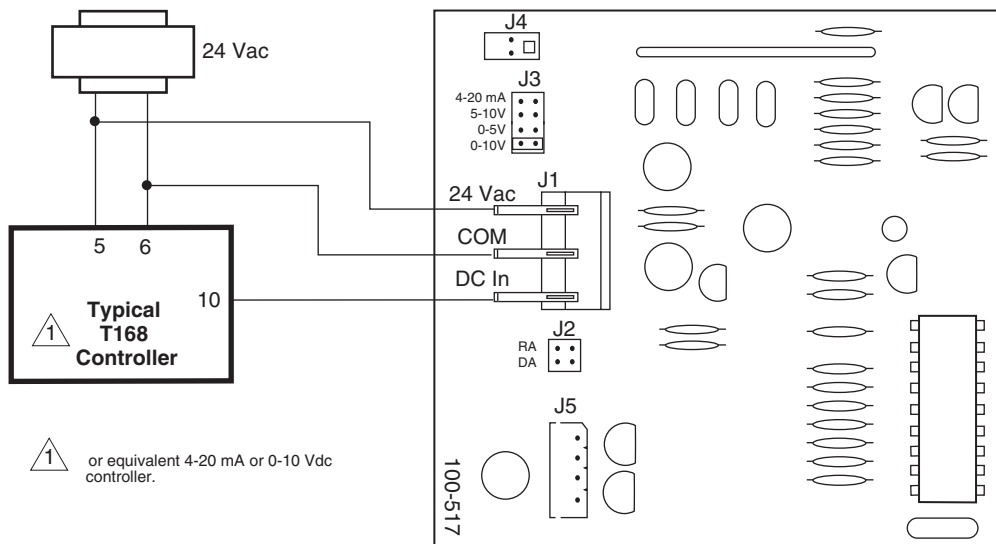 24 Vac
5 6
10
Typical
T168
Controller
1
1
or equivalent 4-20 mA or 0-10 Vdc
controller.
J4
J3
4-20 mA
5-10V
0-5V
0-10V
J1
24 Vac
COM
DC In
J2
RA
DA
J5
100-517